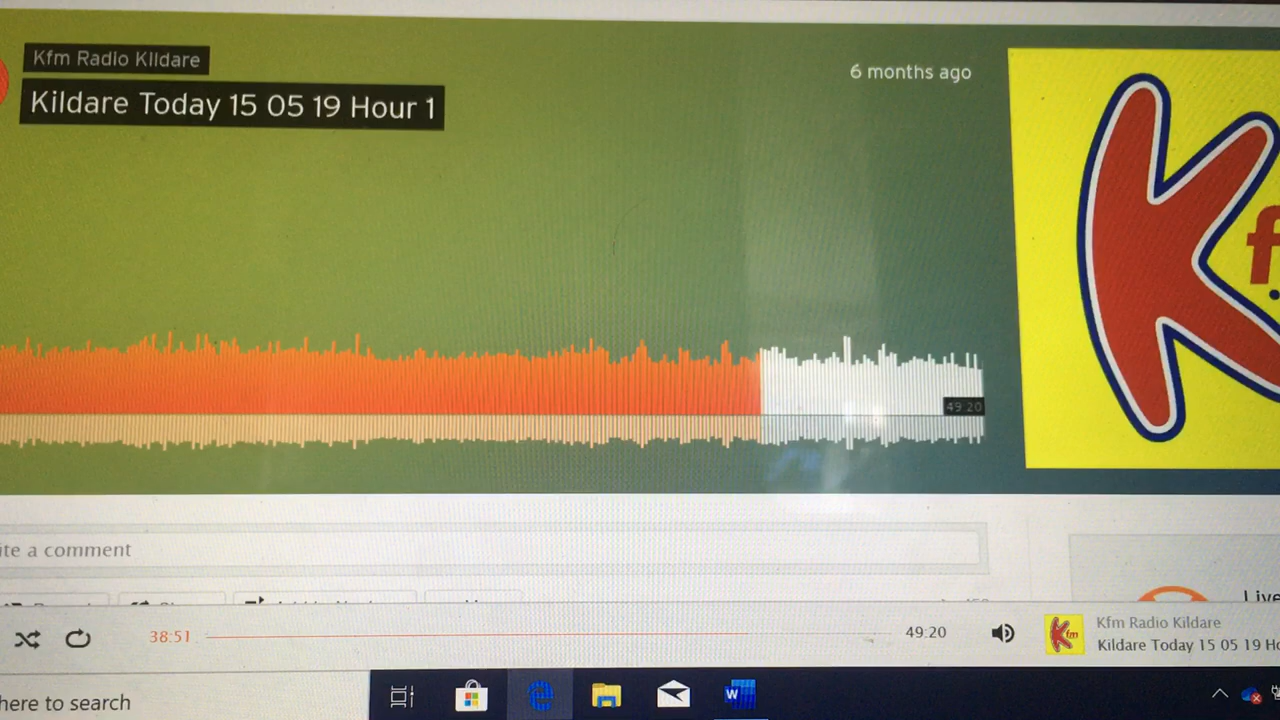 Kfm Radio Kildare
6 months ago
Kildare Today 15 05 19 Hour 1
K
f
49:20
ite a comment
Live
38:51
49:20
Kfm
Kfm Radio Kildare
Kildare Today 15 05 19 Ho
here to search
W